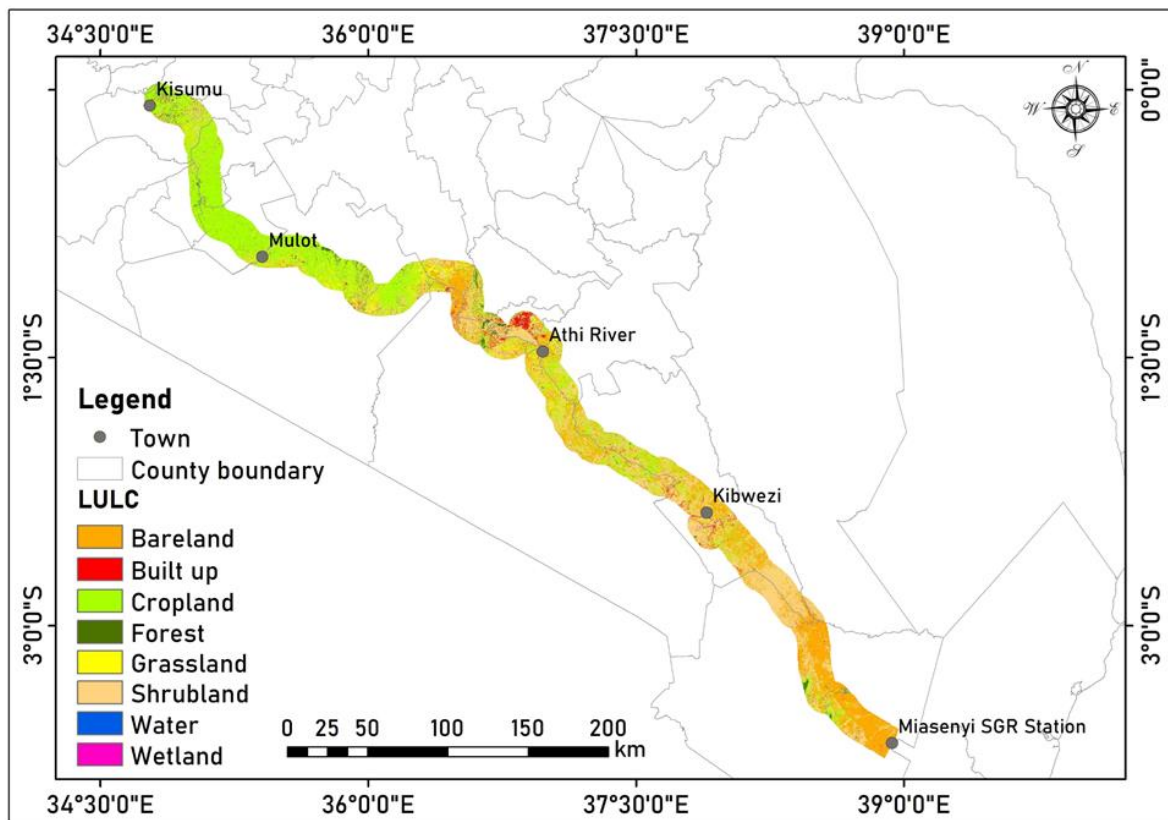 34°30'0"E 36°0'0"E 37°30'0"E 39°0'0"E
N
W E
S
0°0'0"
Kisumu
Mulot
Athi River
1°30'0"S 1°30'0"S
Legend
Town
County boundary
LULC
Bareland
Built up
Cropland
Forest
Grassland
Shrubland
Water
Wetland
Kibwezi
3°0'0"S 3°0'0"S
Miasenyi SGR Station
0 25 50 100 150 200
km
34°30'0"E 36°0'0"E 37°30'0"E 39°0'0"E